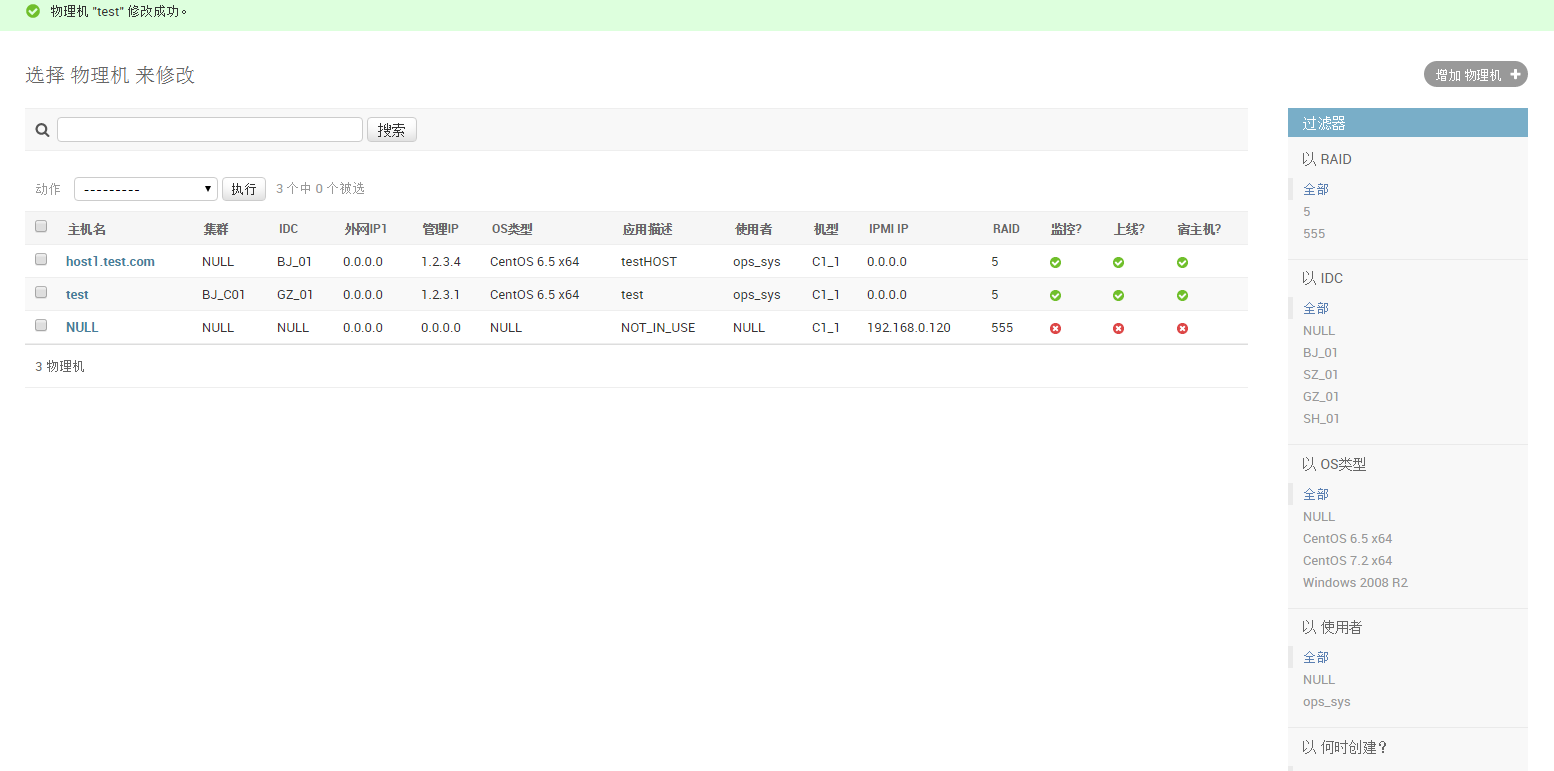 物理机 "test" 修改成功。
选择 物理机 来修改
增加 物理机
搜索
动作 --------- 执行 3 个中 0 个被选
主机名 集群 IDC 外网IP1 管理IP OS类型 应用描述 使用者 机型 IPMI IP RAID 监控? 上线? 宿主机?
host1.test.com NULL BJ_01 0.0.0.0 1.2.3.4 CentOS 6.5 x64 testHOST ops_sys C1_1 0.0.0.0 5
test BJ_C01 GZ_01 0.0.0.0 1.2.3.1 CentOS 6.5 x64 test ops_sys C1_1 0.0.0.0 5
NULL NULL NULL 0.0.0.0 0.0.0.0 NULL NOT_IN_USE NULL C1_1 192.168.0.120 555
3 物理机
过滤器
以 RAID
全部
5
555
以 IDC
全部
NULL
BJ_01
SZ_01
GZ_01
SH_01
以 OS类型
全部
NULL
CentOS 6.5 x64
CentOS 7.2 x64
Windows 2008 R2
以 使用者
全部
NULL
ops_sys
以 何时创建?